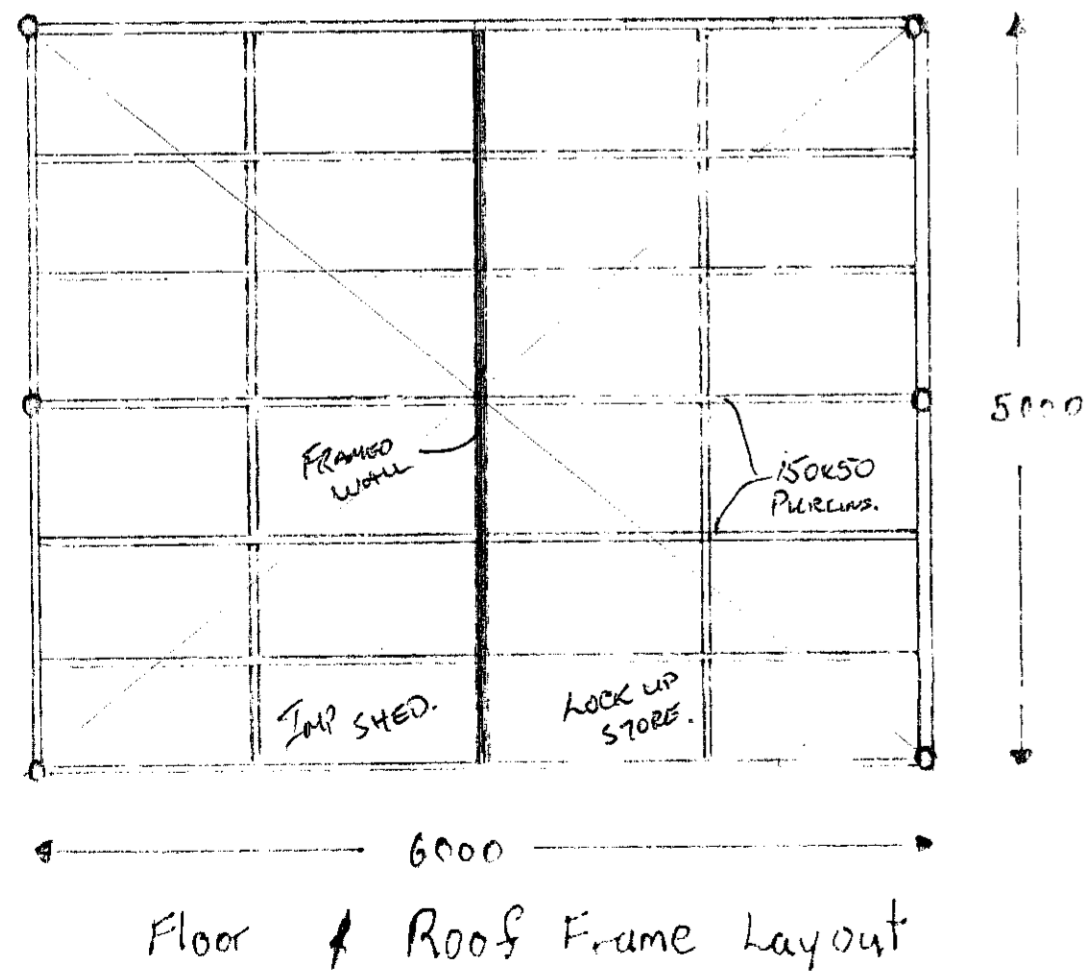 5000
FRAMED
WALL
150x50
PURLINS.
IMP SHED.
LOCK UP
STORE.
6000
Floor & Roof Frame Layout